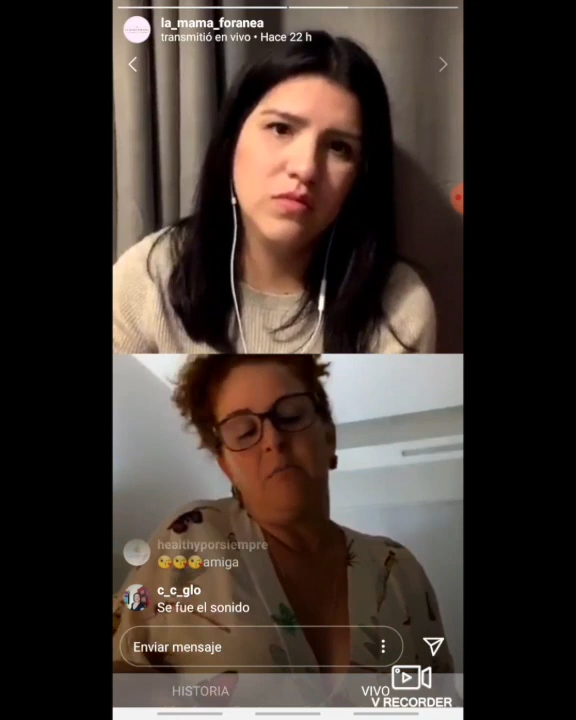 la_mama_foranea
transmitió en vivo • Hace 22 h
healthyporsiempre
😘😘😘amiga
c_c_glo
Se fue el sonido
Enviar mensaje
HISTORIA
VIVO
V RECORDER